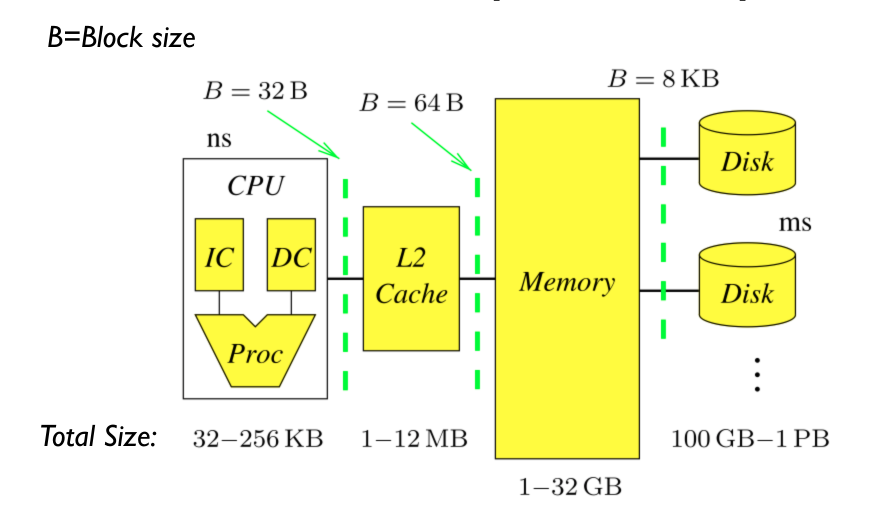 B=Block size
B = 32 B
B = 64 B
B = 8 KB
ns
CPU
IC
DC
Proc
L2
Cache
Memory
Disk
ms
Disk
Total Size:
32–256 KB
1–12 MB
1–32 GB
100 GB–1 PB